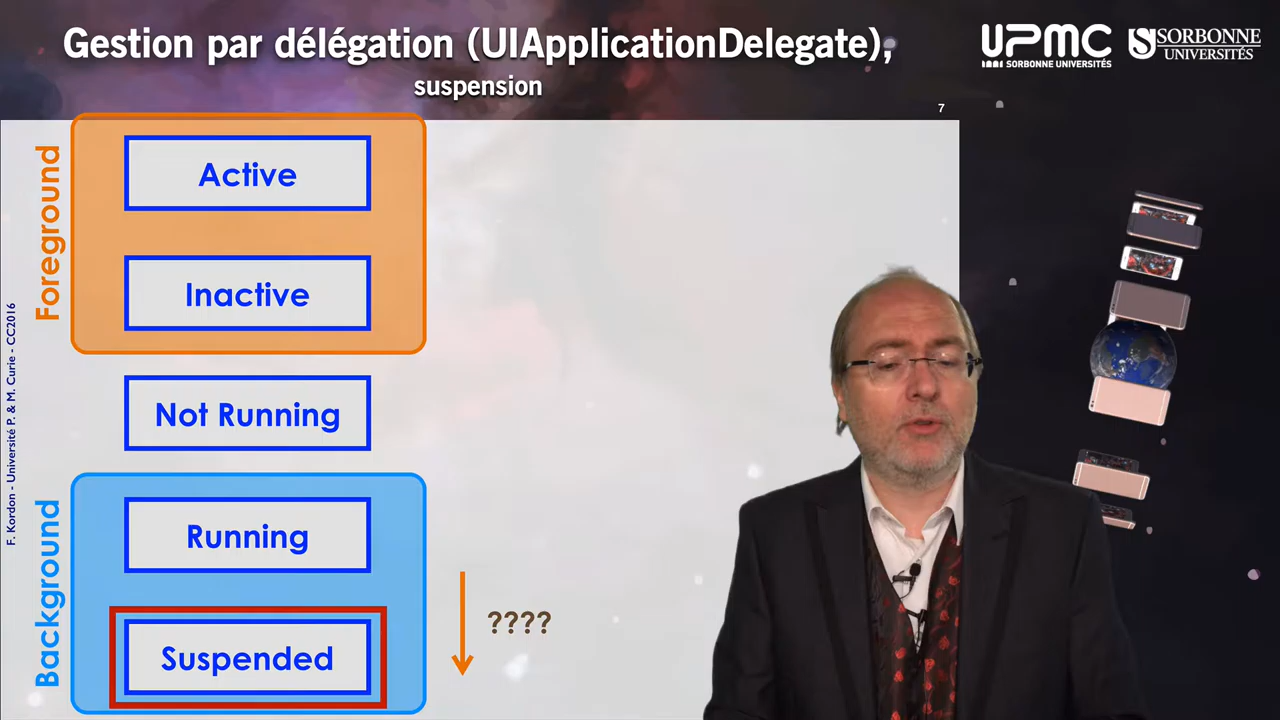 Gestion par délégation (UIApplicationDelegate),
suspension
UPMC
SORBONNE UNIVERSITÉS
SORBONNE
UNIVERSITÉS
7
Foreground
Active
Inactive
Not Running
Background
Running
Suspended
????
F. Kordon - Université P. & M. Curie - CC2016